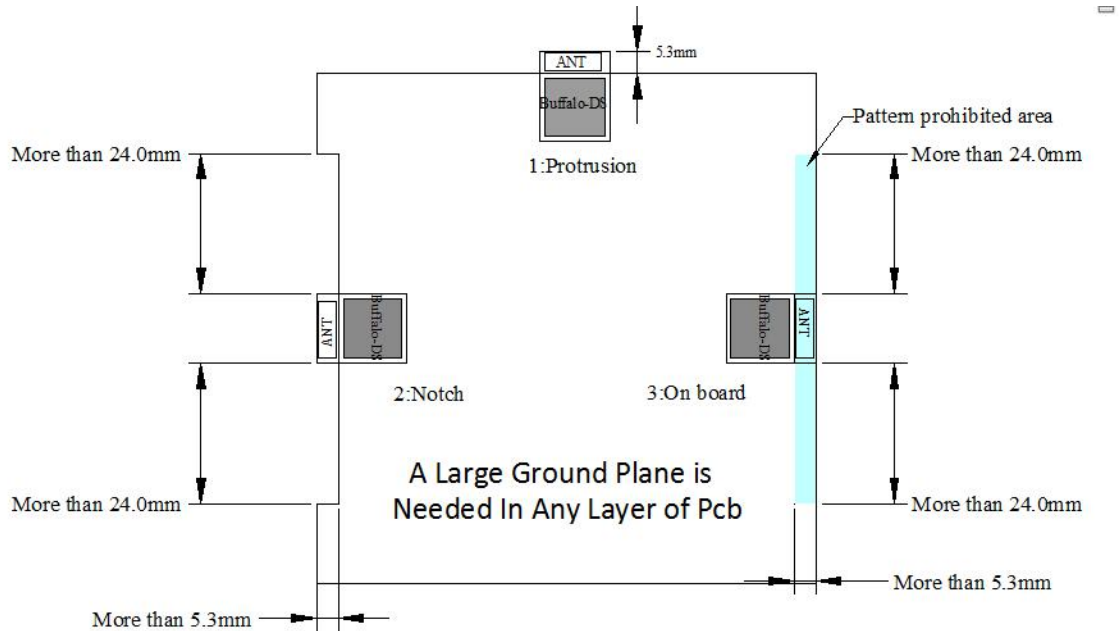 5.3mm
ANT
Buffalo-DS
Pattern prohibited area
More than 24.0mm
More than 24.0mm
1:Protrusion
ANT
Buffalo-DS
Buffalo-DS
ANT
2:Notch
3:On board
A Large Ground Plane is
Needed In Any Layer of Pcb
More than 24.0mm
More than 24.0mm
More than 5.3mm
More than 5.3mm